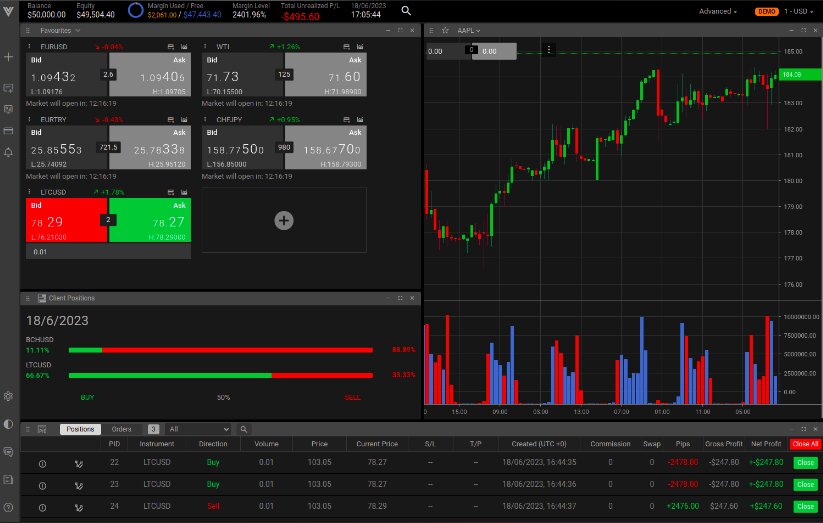 Balance Equity Margin Used / Free Margin Level Total Unrealized P/L 18/06/2023
$50,000.00 $49,504.40 $2,061.00 / $47,443.40 2401.96% -$495.60 17:05:44
Advanced DEMO 1 - USD
Favourites
EURUSD -0.04%
Bid Ask
1.09432 2.6 1.09406
L:1.09176 H:1.09705
Market will open in: 12:16:19
WTI +1.26%
Bid Ask
71.73 125 71.60
L:70.15500 H:71.98900
Market will open in: 12:16:19
EURTRY -0.43%
Bid Ask
25.85553 721.5 25.78338
L:25.74092 H:25.95120
Market will open in: 12:16:19
CHFJPY +0.95%
Bid Ask
158.77500 980 158.67700
L:156.85000 H:158.79300
Market will open in: 12:16:19
LTCUSD +1.78%
Bid Ask
78.29 2 78.27
L:76.21000 H:78.29000
0.01
AAPL
0.00 0 0.00
185.00
184.08
183.00
182.00
181.00
180.00
179.00
178.00
177.00
176.00
10000000.00
7500000.00
5000000.00
2500000.00
0.00
15:00 09:00 03:00 13:00 07:00 01:00 11:00 05:00
Client Positions
18/6/2023
BCHUSD
11.11% 88.89%
LTCUSD
66.67% 33.33%
BUY 50% SELL
Positions Orders 3 All
PID Instrument Direction Volume Price Current Price S/L T/P Created (UTC +0) Commission Swap Pips Gross Profit Net Profit Close All
22 LTCUSD Buy 0.01 103.05 78.27 -- -- 18/06/2023, 16:44:35 0 0 -2478.00 -$247.80 +-$247.80 Close
23 LTCUSD Buy 0.01 103.05 78.27 -- -- 18/06/2023, 16:44:36 0 0 -2478.00 -$247.80 +-$247.80 Close
24 LTCUSD Sell 0.01 103.05 78.29 -- -- 18/06/2023, 16:44:37 0 0 +2476.00 $247.60 +$247.60 Close